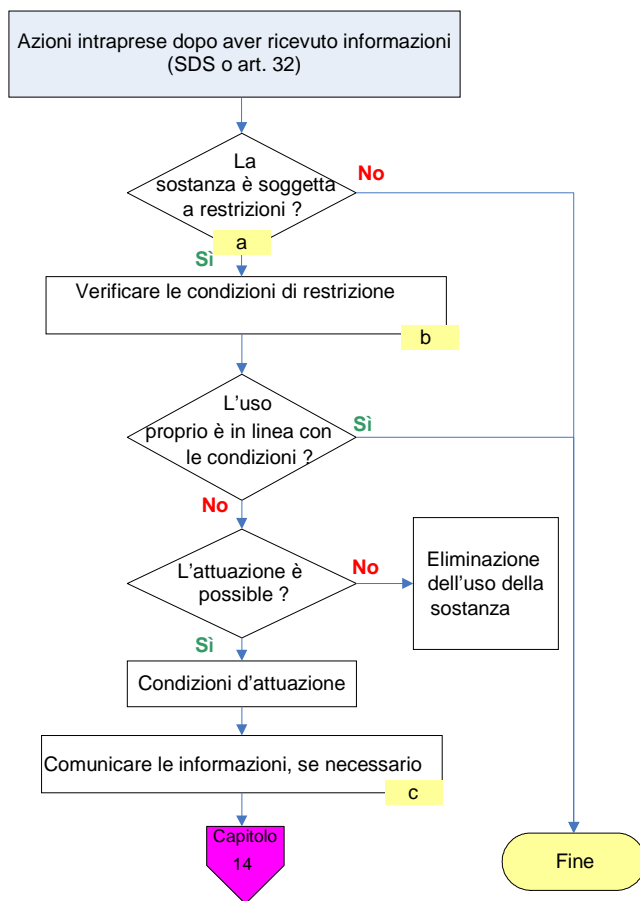 Azioni intraprese dopo aver ricevuto informazioni
(SDS o art. 32)
La
sostanza è soggetta
a restrizioni ?
No
a
Sì
Verificare le condizioni di restrizione
b
L'uso
proprio è in linea con
le condizioni ?
Sì
No
L'attuazione è
possible ?
No
Eliminazione
dell'uso della
sostanza
Sì
Condizioni d'attuazione
Comunicare le informazioni, se necessario
c
Capitolo
14
Fine